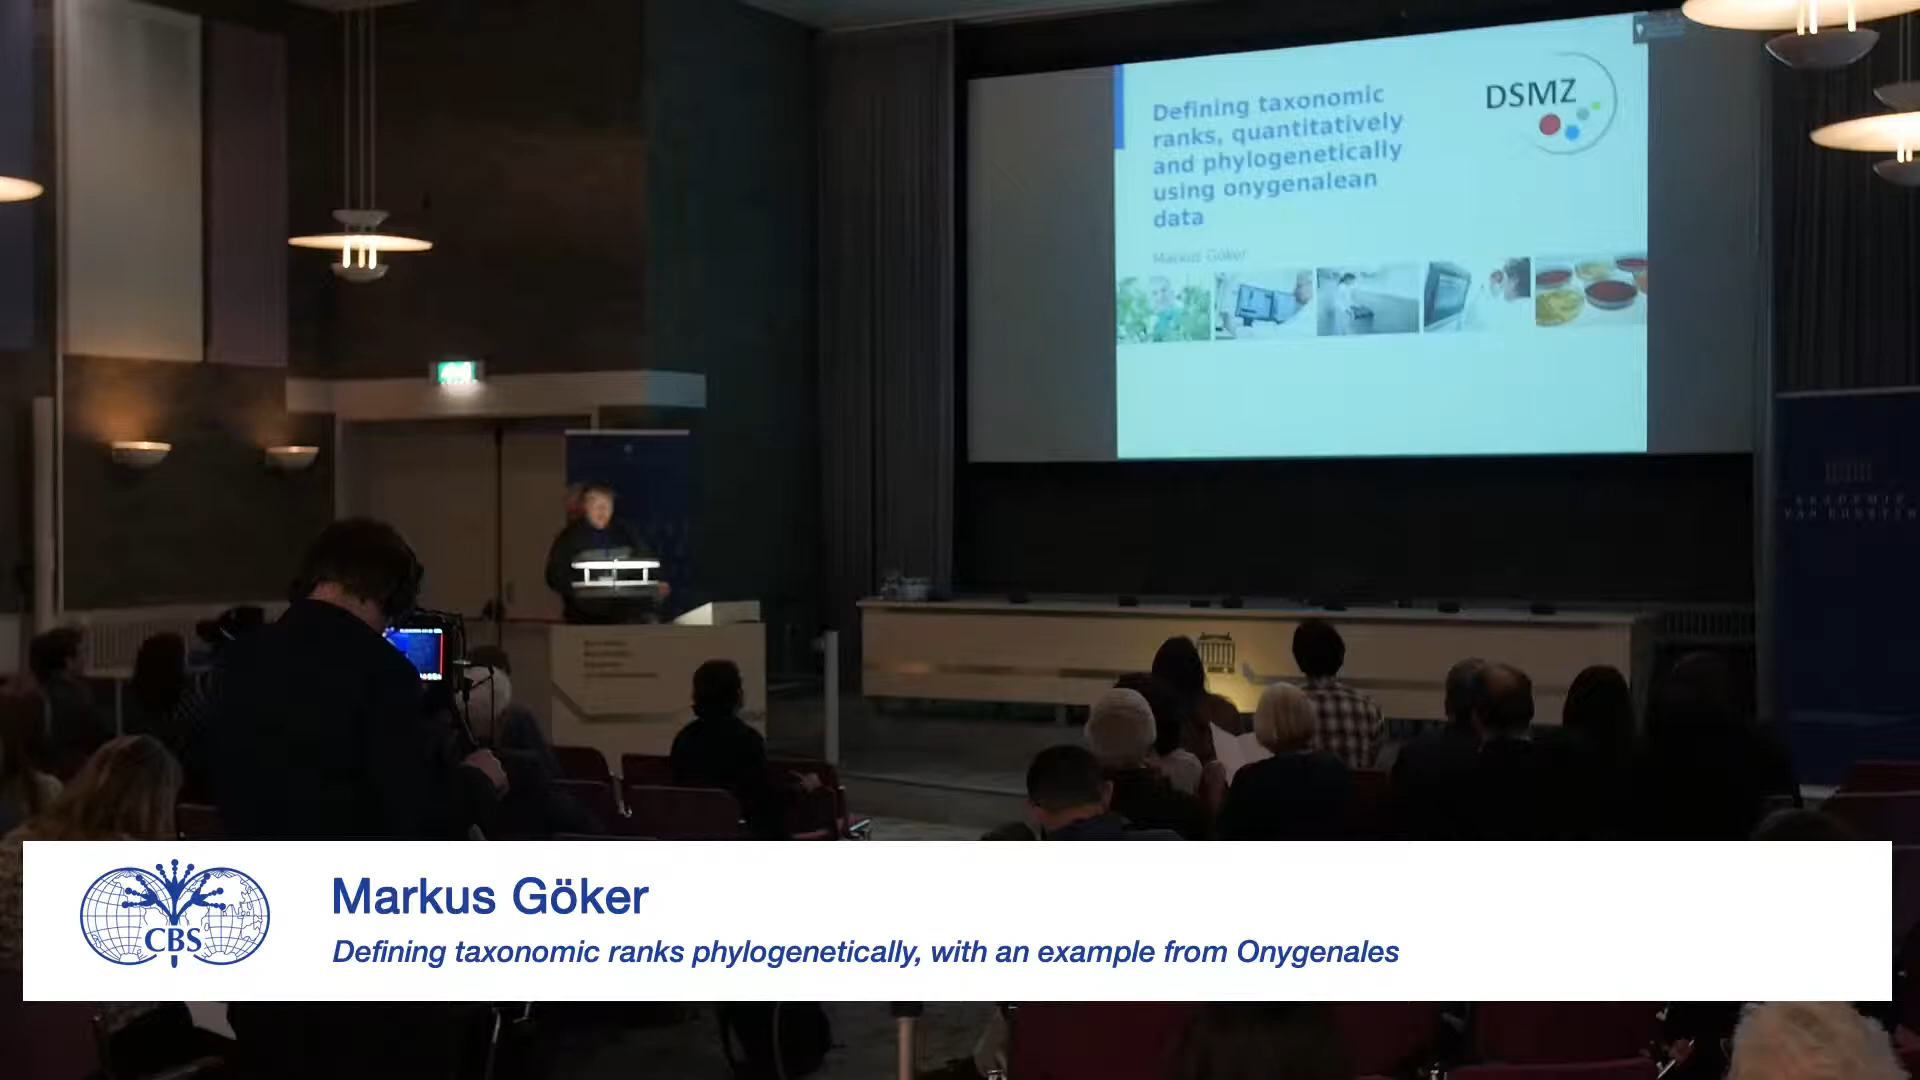 Defining taxonomic
ranks, quantitatively
and phylogenetically
using onygenalean
data
Markus Göker
DSMZ
AKADEMIE
CBS
Markus Göker
Defining taxonomic ranks phylogenetically, with an example from Onygenales